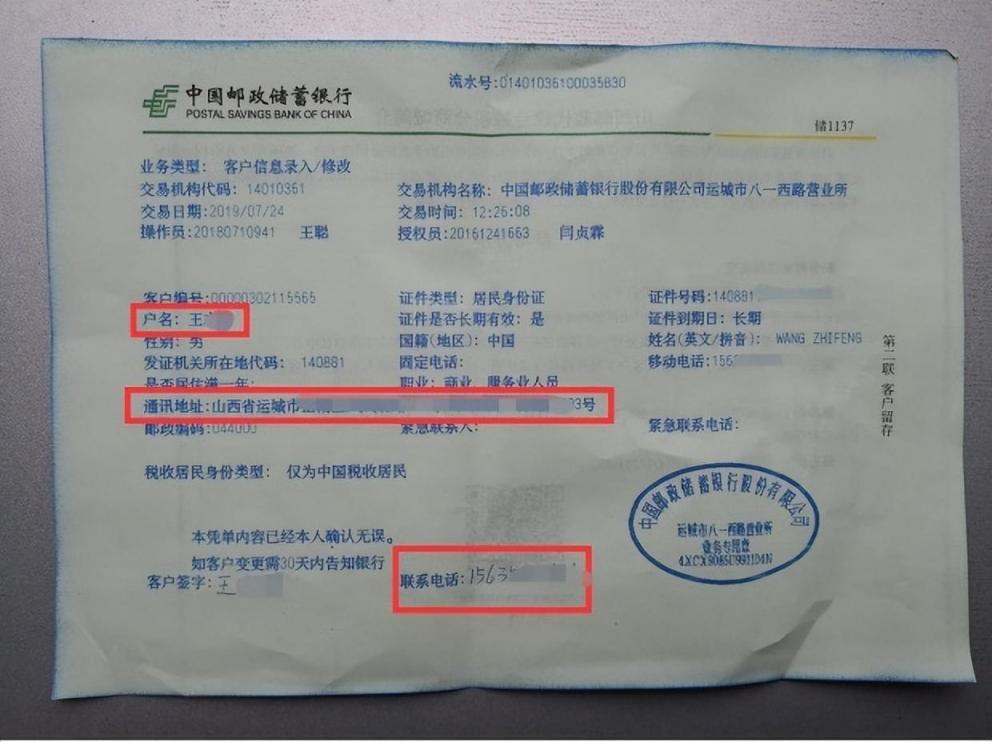 中国邮政储蓄银行
POSTAL SAVINGS BANK OF CHINA
流水号:01401036100035830
储1137
业务类型: 客户信息录入/修改
交易机构代码: 14010361 交易机构名称: 中国邮政储蓄银行股份有限公司运城市八一西路营业所
交易日期:2019/07/24 交易时间: 12:26:08
操作员:20180710941 王聪 授权员:20161241663 闫贞霖
客户编号:00000302115565 证件类型: 居民身份证 证件号码:140881
户名: 王 证件是否长期有效: 是 证件到期日: 长期
性别: 男 国籍(地区): 中国 姓名(英文/拼音): WANG ZHIFENG
发证机关所在地代码: 140881 固定电话: 移动电话:156
是否居住满一年: 职业: 商业、服务业人员
通讯地址:山西省运城市 03号
邮政编码:044000 紧急联系人: 紧急联系电话:
税收居民身份类型: 仅为中国税收居民
本凭单内容已经本人确认无误。
如客户变更需30天内告知银行
客户签字: 王 联系电话:1563
第二联 客户留存
中国邮政储蓄银行股份有限公司
运城市八一西路营业所
业务专用章